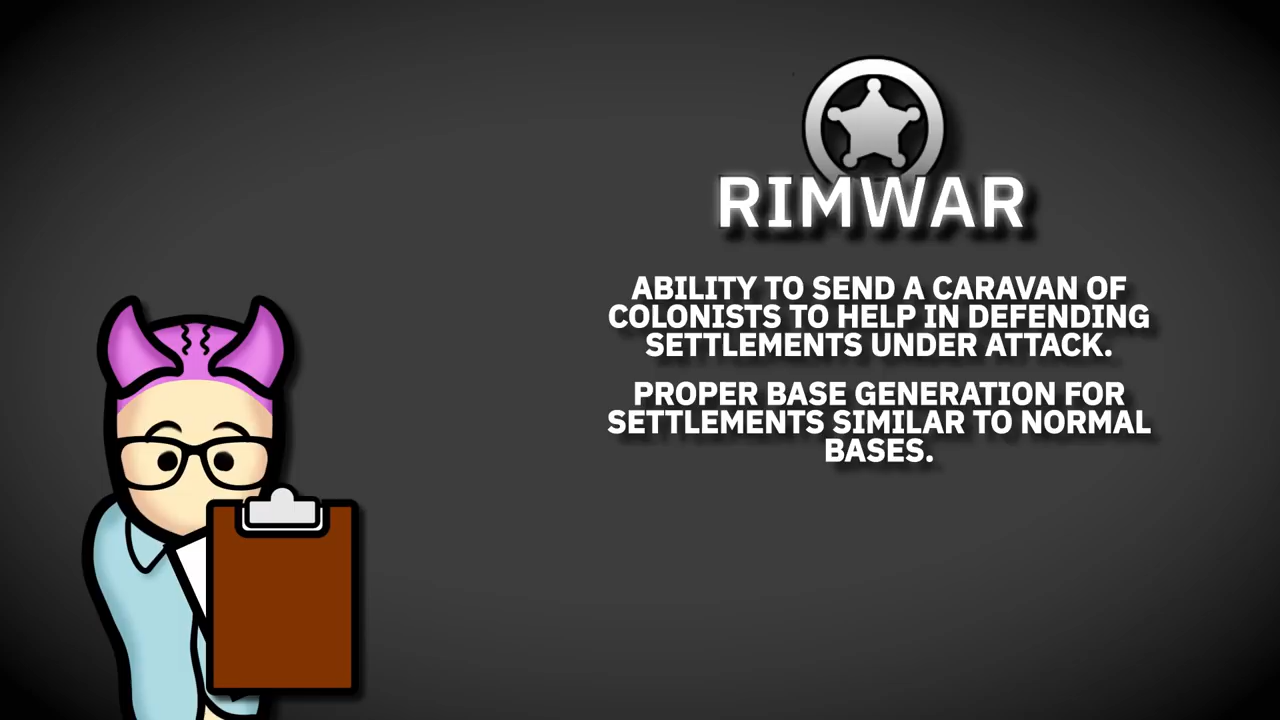 RIMWAR
ABILITY TO SEND A CARAVAN OF
COLONISTS TO HELP IN DEFENDING
SETTLEMENTS UNDER ATTACK.
PROPER BASE GENERATION FOR
SETTLEMENTS SIMILAR TO NORMAL
BASES.